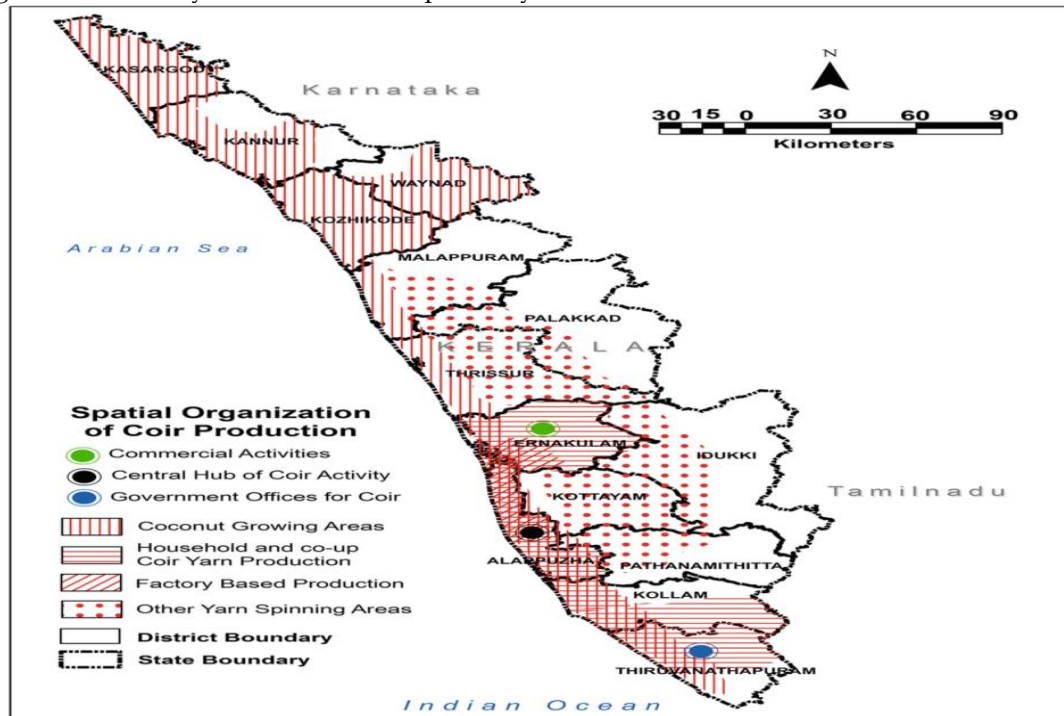 N
30 15 0 30 60 90
Kilometers
KASARGOD
Karnataka
KANNUR
WAYNAD
KOZHIKODE
Arabian Sea
MALAPPURAM
PALAKKAD
KERALA
THRISSUR
ERNAKULAM
IDUKKI
KOTTAYAM
Tamilnadu
ALAPPUZHA
PATHANAMITHITTA
KOLLAM
THIRUVANATHAPURAM
Indian Ocean
Spatial Organization
of Coir Production
Commercial Activities
Central Hub of Coir Activity
Government Offices for Coir
Coconut Growing Areas
Household and co-up
Coir Yarn Production
Factory Based Production
Other Yarn Spinning Areas
District Boundary
State Boundary